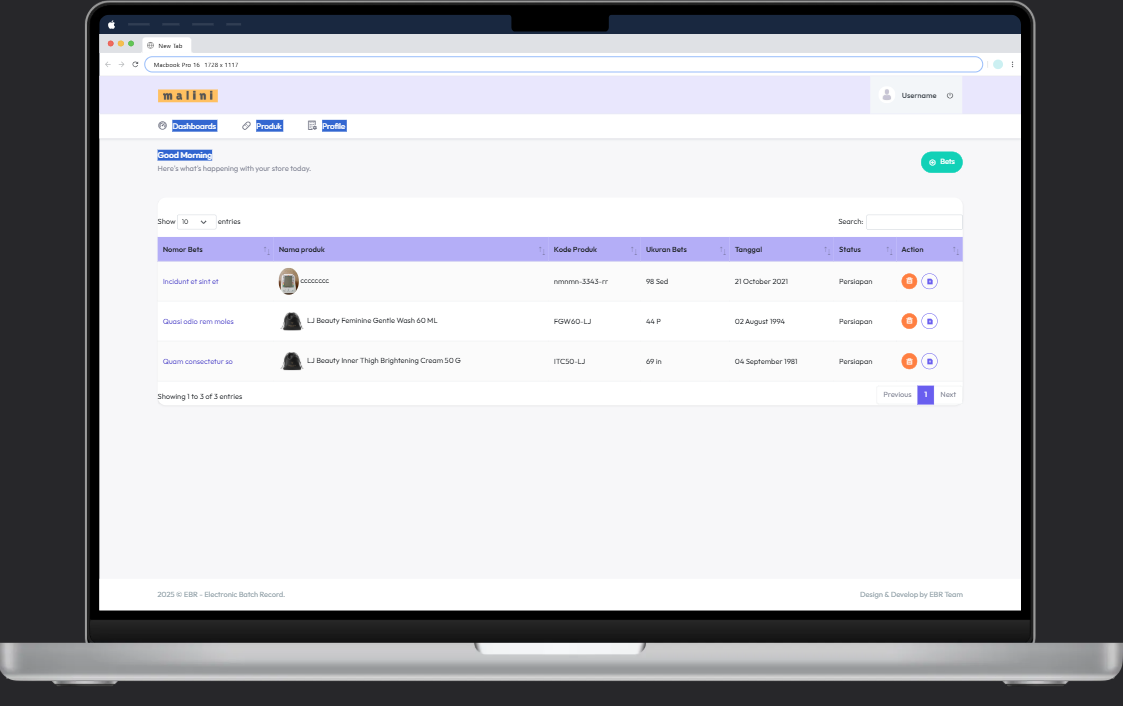 New Tab
Macbook Pro 16 1728 x 1117
malini
Username
Dashboards Produk Profile
Good Morning
Here's what's happening with your store today.
Bets
Show 10 entries
Search:
Nomor Bets Nama produk Kode Produk Ukuran Bets Tanggal Status Action
Incidunt et sint et cccccccc nmnmn-3343-rr 98 Sed 21 October 2021 Persiapan
Quasi odio rem moles LJ Beauty Feminine Gentle Wash 60 ML FGW60-LJ 44 P 02 August 1994 Persiapan
Quam consectetur so LJ Beauty Inner Thigh Brightening Cream 50 G ITC50-LJ 69 in 04 September 1981 Persiapan
Showing 1 to 3 of 3 entries
Previous 1 Next
2025 © EBR - Electronic Batch Record.
Design & Develop by EBR Team